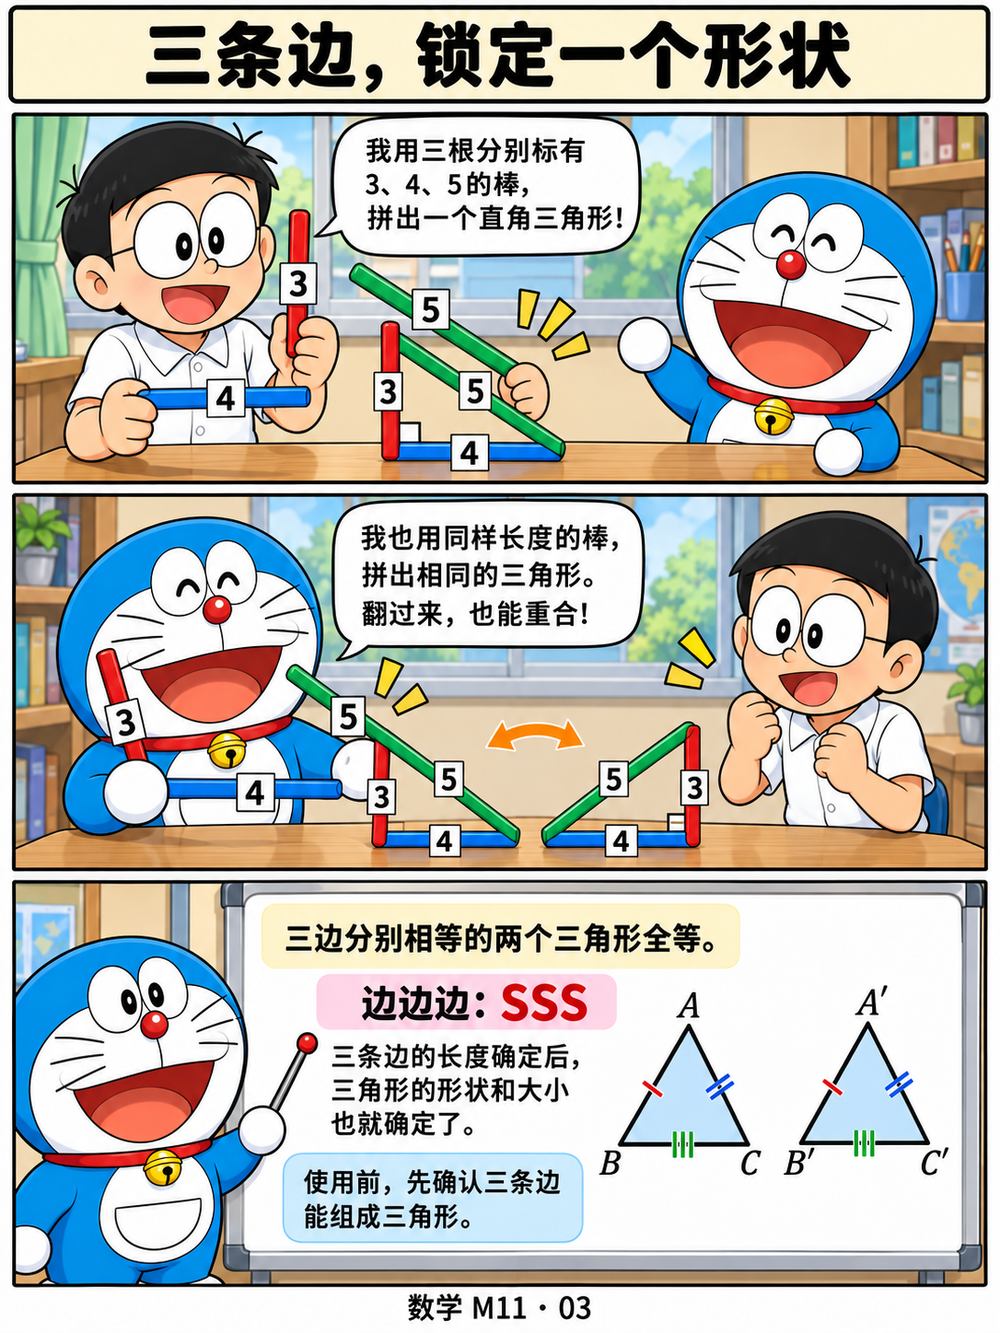 三条边，锁定一个形状
我用三根分别标有
3、4、5的棒，
拼出一个直角三角形！
3
4
5
3
5
4
我也用同样长度的棒，
拼出相同的三角形。
翻过来，也能重合！
3
4
5
3
5
4
5
3
4
三边分别相等的两个三角形全等。
边边边：SSS
三条边的长度确定后，
三角形的形状和大小
也就确定了。
使用前，先确认三条边
能组成三角形。
A
B
C
A′
B′
C′
数学 M11・03